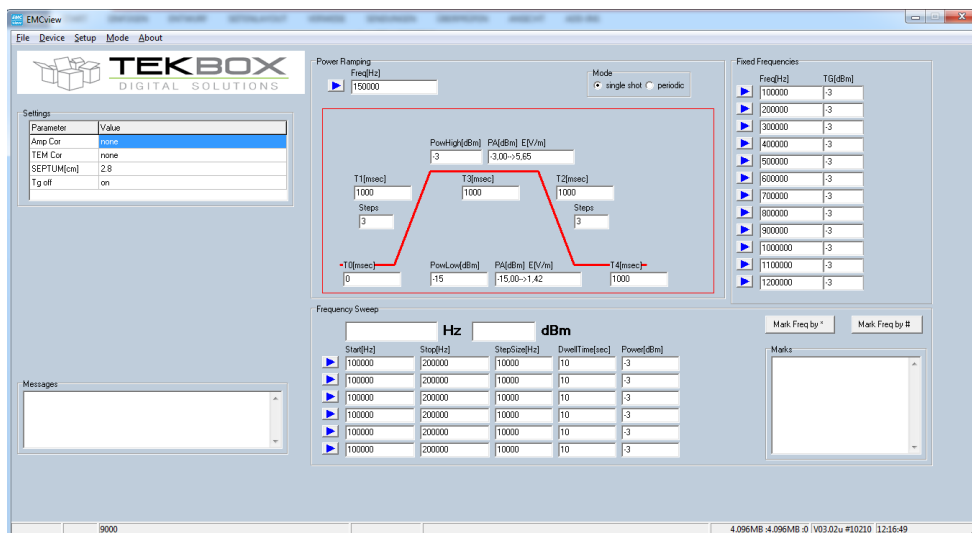 EMCview
File Device Setup Mode About
TEKBOX
DIGITAL SOLUTIONS
Settings
Parameter Value
Amp Cor none
TEM Cor none
SEPTUM[cm] 2.8
Tg off on
Messages
Power Ramping
Freq[Hz]
150000
Mode
single shot periodic
PowHigh[dBm] PA[dBm] E[V/m]
-3 -3,00-->5,65
T1[msec] T3[msec] T2[msec]
1000 1000 1000
Steps Steps
3 3
T0[msec] PowLow[dBm] PA[dBm] E[V/m] T4[msec]
0 -15 -15,00-->1,42 1000
Fixed Frequencies
Freq[Hz] TG[dBm]
100000 -3
200000 -3
300000 -3
400000 -3
500000 -3
600000 -3
700000 -3
800000 -3
900000 -3
1000000 -3
1100000 -3
1200000 -3
Frequency Sweep
Hz dBm
Start[Hz] Stop[Hz] StepSize[Hz] DwellTime[sec] Power[dBm]
100000 200000 10000 10 -3
100000 200000 10000 10 -3
100000 200000 10000 10 -3
100000 200000 10000 10 -3
100000 200000 10000 10 -3
100000 200000 10000 10 -3
Mark Freq by * Mark Freq by #
Marks
9000 4.096MB :4.096MB :0 V03.02u #10210 12:16:49